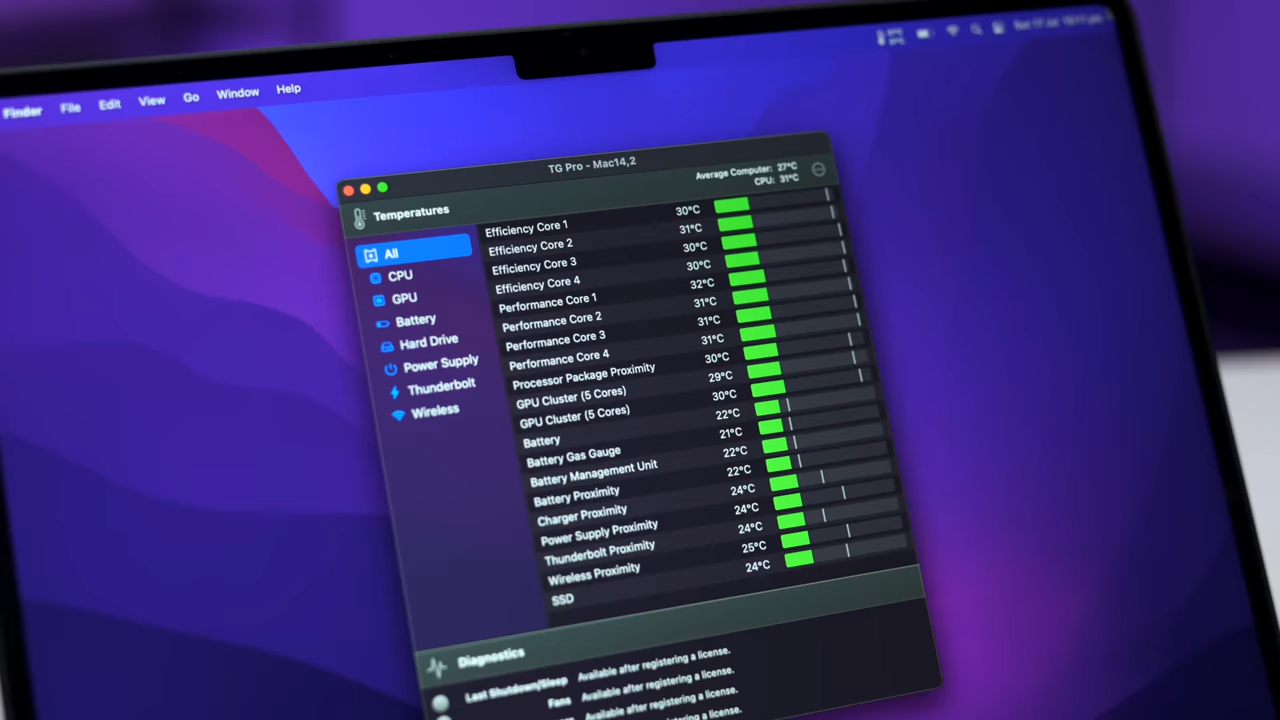 Finder File Edit View Go Window Help
TG Pro - Mac14,2
Average Computer: 27°C
CPU: 31°C
Temperatures
All
CPU
GPU
Battery
Hard Drive
Power Supply
Thunderbolt
Wireless
Efficiency Core 1 30°C
Efficiency Core 2 31°C
Efficiency Core 3 30°C
Efficiency Core 4 30°C
Performance Core 1 32°C
Performance Core 2 31°C
Performance Core 3 31°C
Performance Core 4 31°C
Processor Package Proximity 30°C
GPU Cluster (5 Cores) 29°C
GPU Cluster (5 Cores) 30°C
Battery 22°C
Battery Gas Gauge 21°C
Battery Management Unit 22°C
Battery Proximity 22°C
Charger Proximity 24°C
Power Supply Proximity 24°C
Thunderbolt Proximity 24°C
Wireless Proximity 25°C
SSD 24°C
Diagnostics
Last Shutdown/Sleep Available after registering a license.
Fans Available after registering a license.
Available after registering a license.
registering a license.